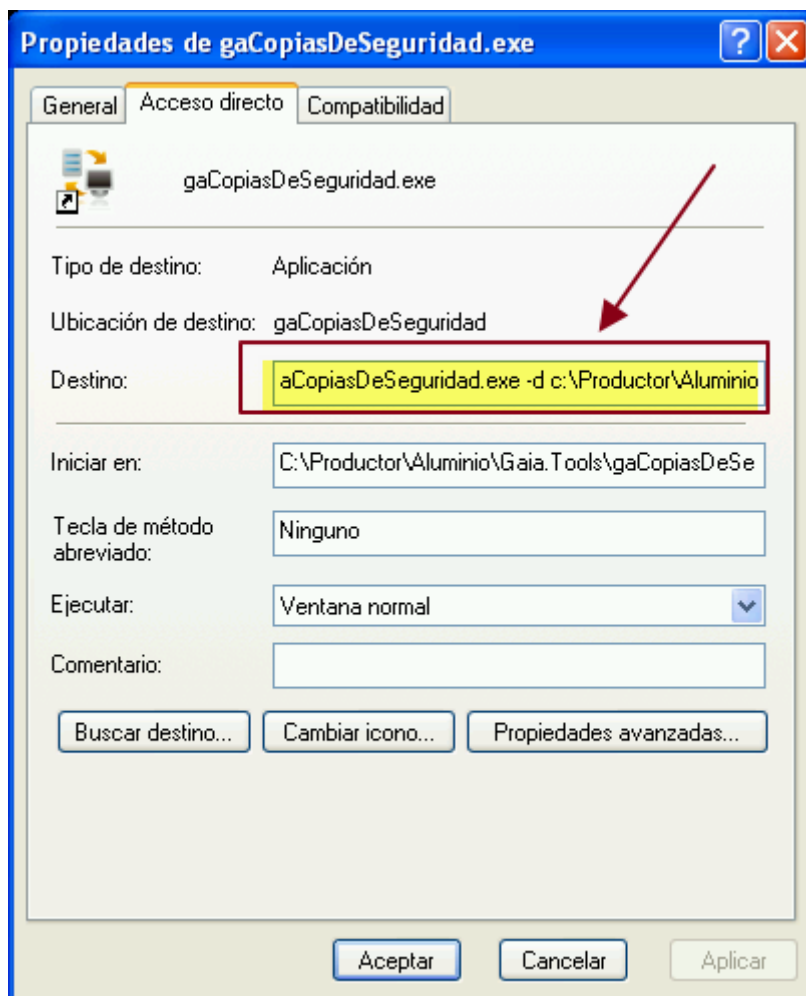 Propiedades de gaCopiasDeSeguridad.exe
General Acceso directo Compatibilidad
gaCopiasDeSeguridad.exe
Tipo de destino: Aplicación
Ubicación de destino: gaCopiasDeSeguridad
Destino: aCopiasDeSeguridad.exe -d c:\Productor\Aluminio
Iniciar en: C:\Productor\Aluminio\Gaia.Tools\gaCopiasDeSe
Tecla de método
abreviado: Ninguno
Ejecutar: Ventana normal
Comentario:
Buscar destino... Cambiar icono... Propiedades avanzadas...
Aceptar Cancelar Aplicar